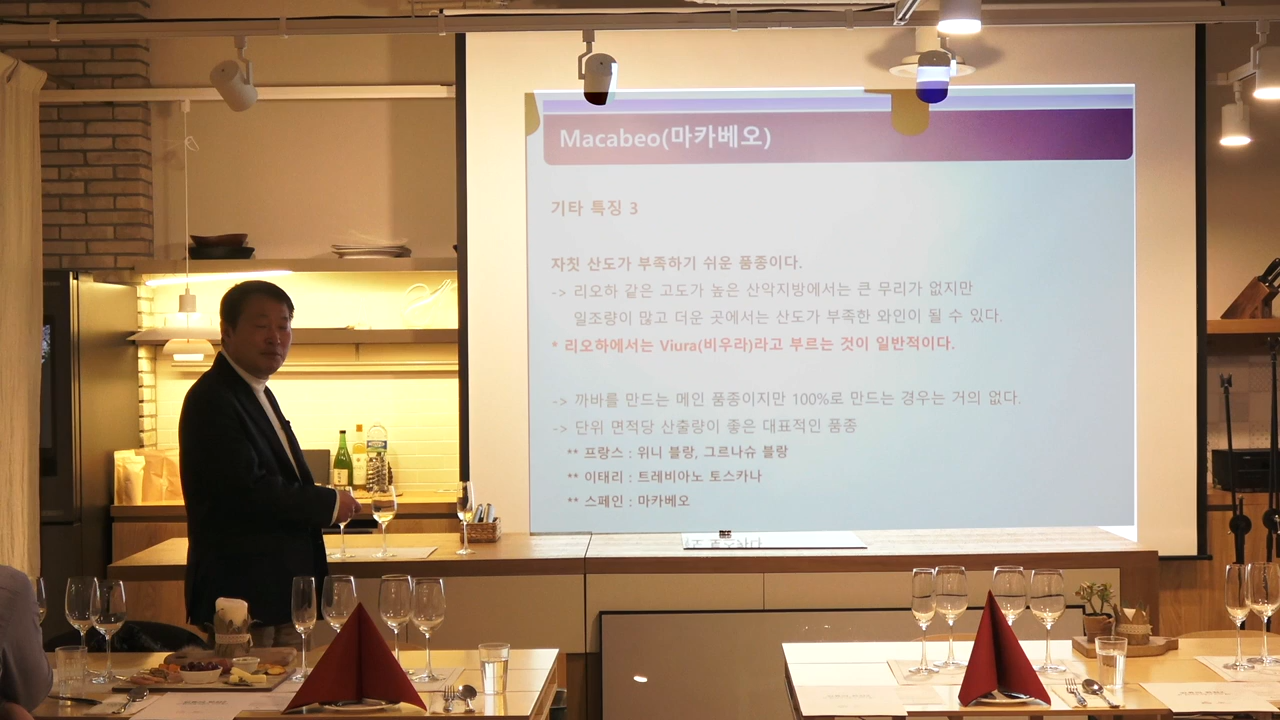 Macabeo(마카베오)
기타 특징 3
자칫 산도가 부족하기 쉬운 품종이다.
-> 리오하 같은 고도가 높은 산악지방에서는 큰 무리가 없지만
일조량이 많고 더운 곳에서는 산도가 부족한 와인이 될 수 있다.
* 리오하에서는 Viura(비우라)라고 부르는 것이 일반적이다.
-> 까바를 만드는 메인 품종이지만 100%로 만드는 경우는 거의 없다.
-> 단위 면적당 산출량이 좋은 대표적인 품종
** 프랑스 : 위니 블랑, 그르나슈 블랑
** 이태리 : 트레비아노 토스카나
** 스페인 : 마카베오